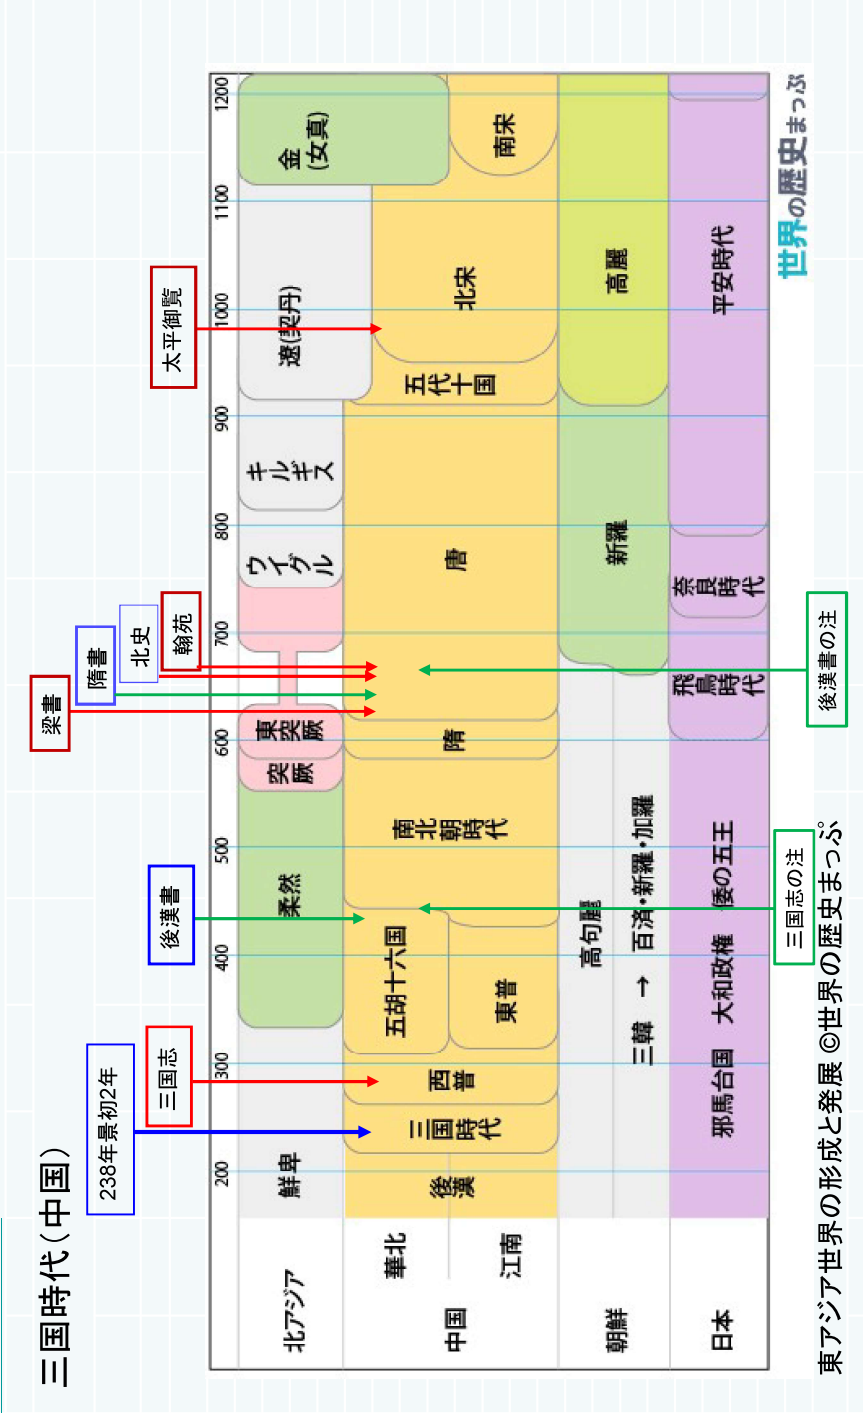 三国時代(中国)
梁書
隋書
238年景初2年
北史
三国志
後漢書
翰苑
太平御覧
200 300 400 500 600 700 800 900 1000 1100 1200
北アジア
鮮卑
柔然
突厥
東突厥
ウイグル
キルギス
遼(契丹)
金
(女真)
中国
華北
江南
後漢
三国時代
西普
五胡十六国
東普
南北朝時代
隋
唐
五代十国
北宋
南宋
朝鮮
高句麗
三韓 → 百済・新羅・加羅
新羅
高麗
日本
邪馬台国 大和政権 倭の五王
飛鳥時代
奈良時代
平安時代
三国志の注
後漢書の注
世界の歴史まっぷ
東アジア世界の形成と発展 ©世界の歴史まっぷ